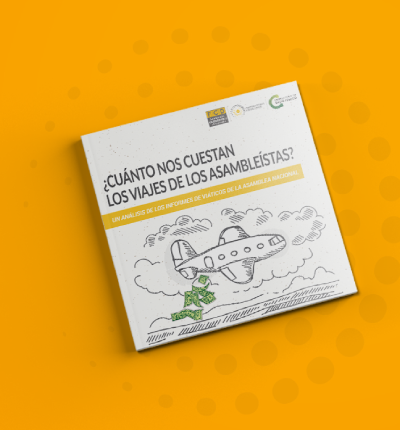 ¿CUÁNTO NOS CUESTAN
LOS VIAJES DE LOS ASAMBLEÍSTAS?
UN ANÁLISIS DE LOS INFORMES DE VIÁTICOS DE LA ASAMBLEA NACIONAL